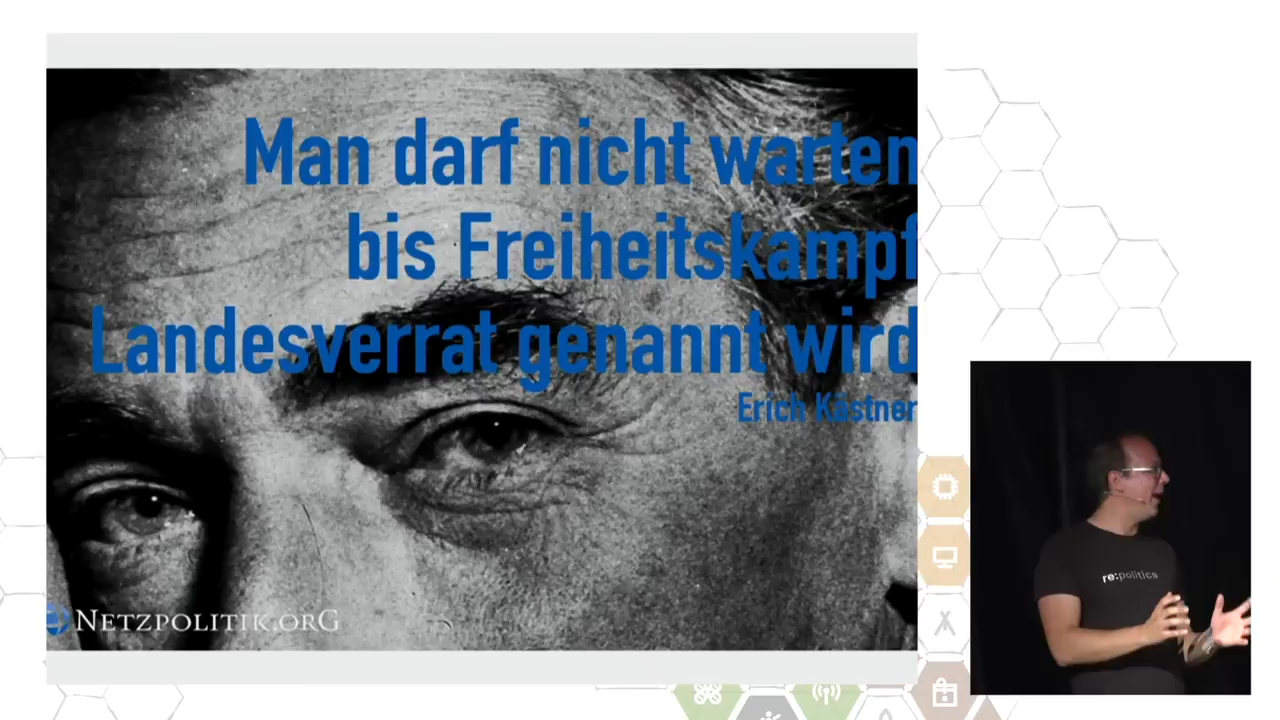 Man darf nicht warten
bis Freiheitskampf
Landesverrat genannt wird
Erich Kästner
NETZPOLITIK.ORG
re:politics